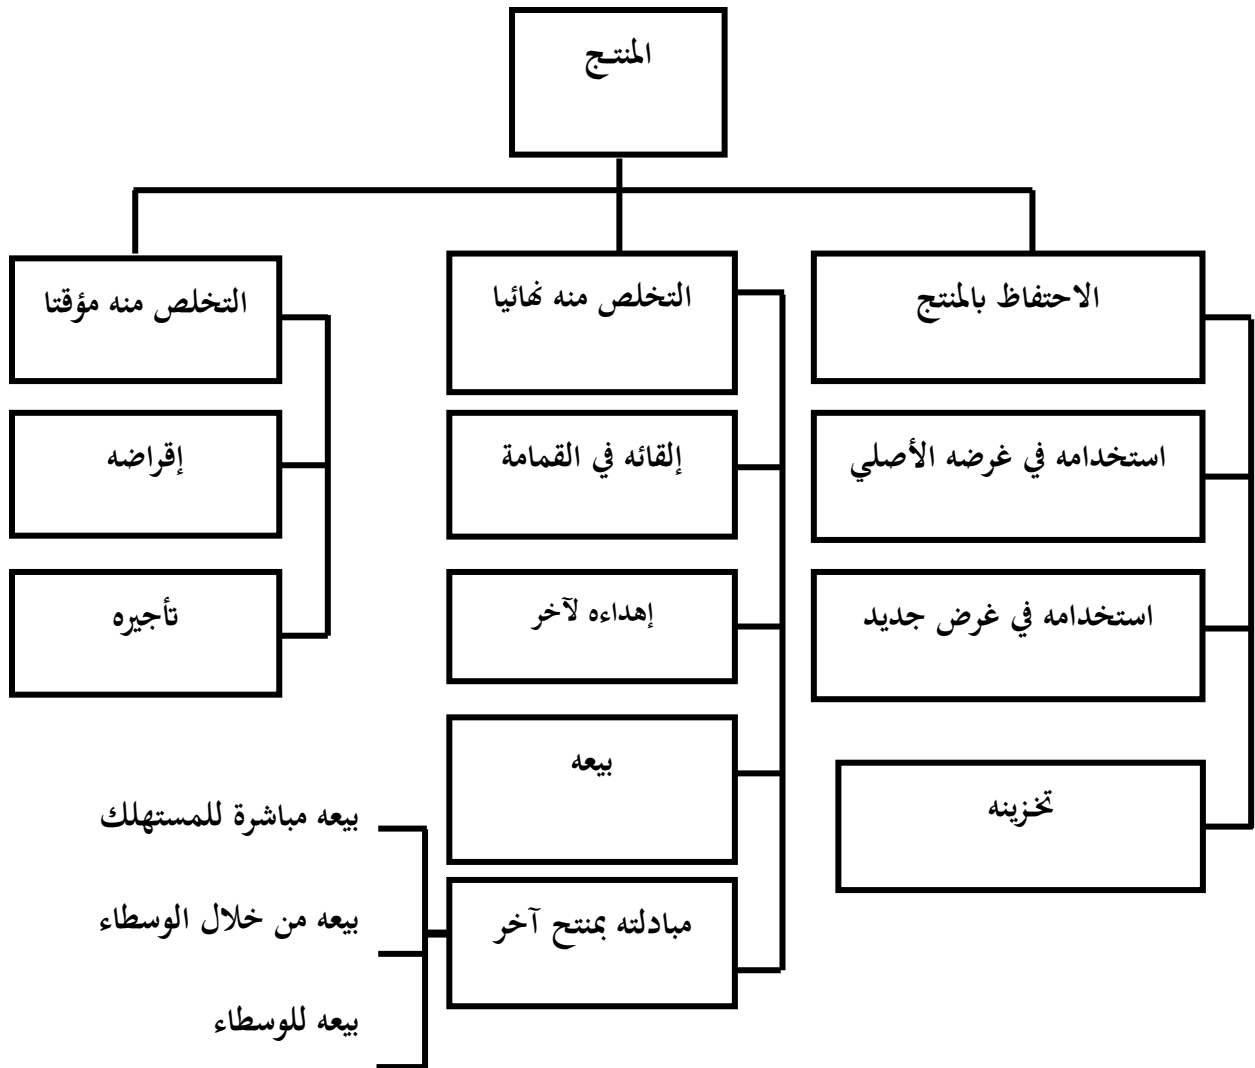 المنتج
الاحتفاظ بالمنتج
استخدامه في غرضه الأصلي
استخدامه في غرض جديد
تخزينه
التخلص منه نهائيا
إلقائه في القمامة
إهداءه لآخر
بيعه
مبادلته بمنتح آخر
بيعه مباشرة للمستهلك
بيعه من خلال الوسطاء
بيعه للوسطاء
التخلص منه مؤقتا
إقراضه
تأجيره